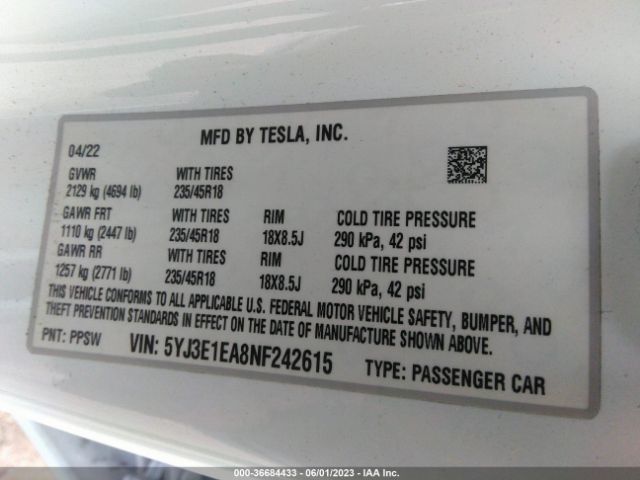 MFD BY TESLA, INC.
04/22
GVWR WITH TIRES
2129 kg (4694 lb) 235/45R18
GAWR FRT WITH TIRES RIM COLD TIRE PRESSURE
1110 kg (2447 lb) 235/45R18 18X8.5J 290 kPa, 42 psi
GAWR RR WITH TIRES RIM COLD TIRE PRESSURE
1257 kg (2771 lb) 235/45R18 18X8.5J 290 kPa, 42 psi
THIS VEHICLE CONFORMS TO ALL APPLICABLE U.S. FEDERAL MOTOR VEHICLE SAFETY, BUMPER, AND
THEFT PREVENTION STANDARDS IN EFFECT ON THE DATE OF MANUFACTURE SHOWN ABOVE.
PNT: PPSW VIN: 5YJ3E1EA8NF242615 TYPE: PASSENGER CAR
000-36684433 - 06/01/2023 - IAA Inc.